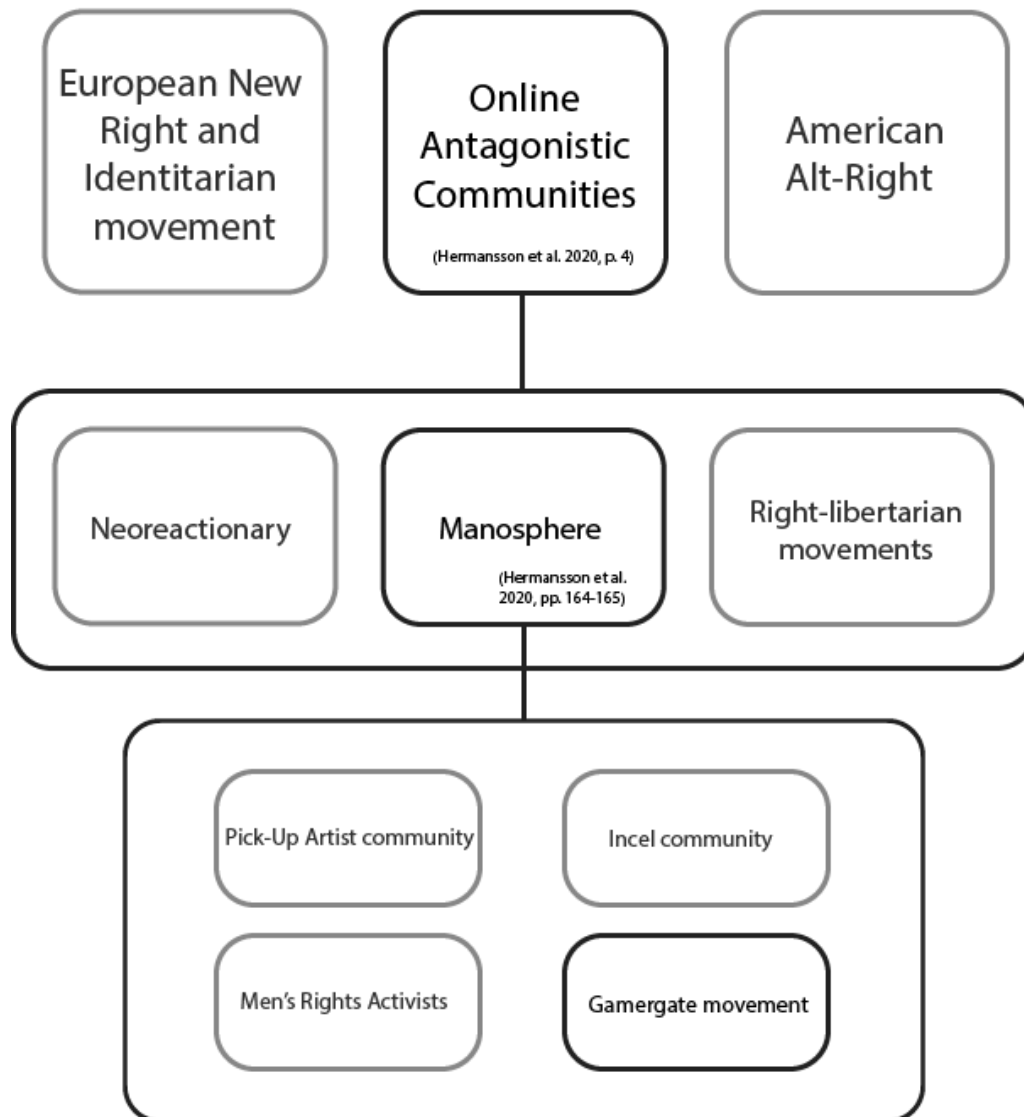 European New
Right and
Identitarian
movement
Online
Antagonistic
Communities
(Hermansson et al. 2020, p. 4)
American
Alt-Right
Neoreactionary
Manosphere
(Hermansson et al.
2020, pp. 164-165)
Right-libertarian
movements
Pick-Up Artist community
Incel community
Men's Rights Activists
Gamergate movement